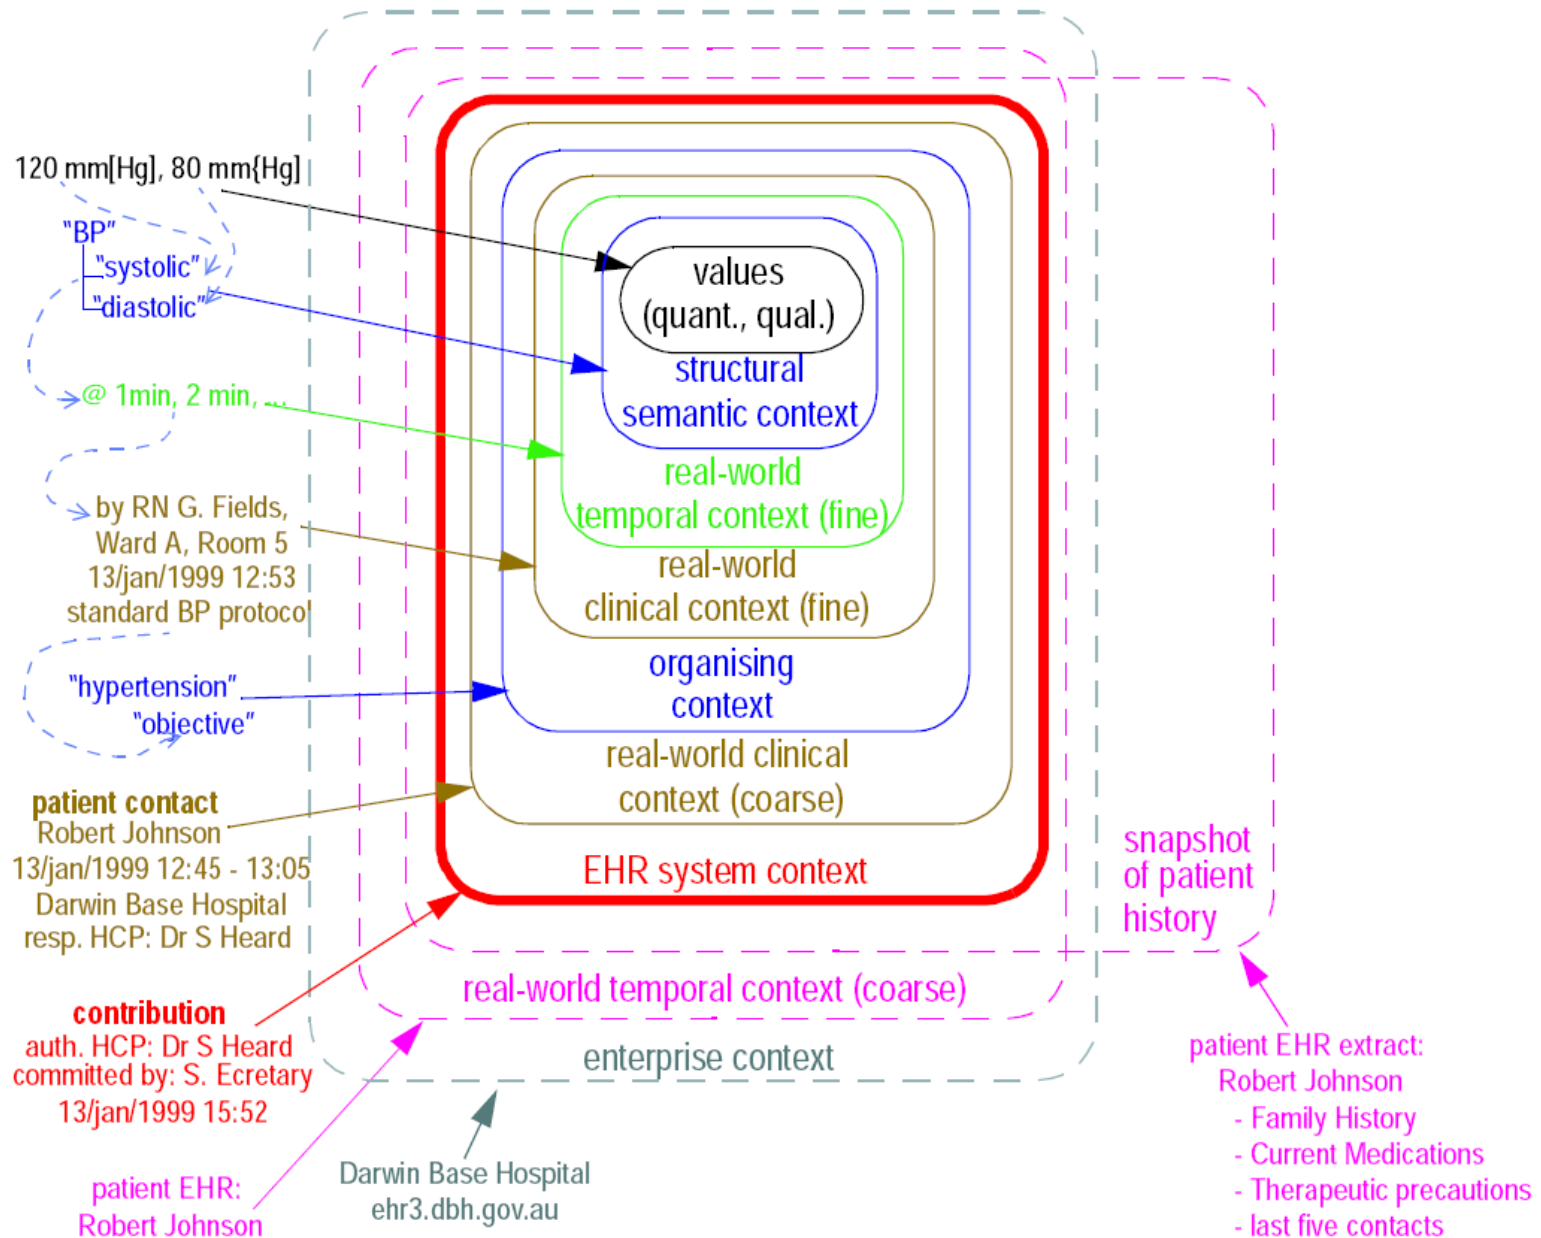 120 mm[Hg], 80 mm{Hg]
“BP”
“systolic”
“diastolic”
@ 1min, 2 min, ...
by RN G. Fields,
Ward A, Room 5
13/jan/1999 12:53
standard BP protocol
“hypertension”
“objective”
patient contact
Robert Johnson
13/jan/1999 12:45 - 13:05
Darwin Base Hospital
resp. HCP: Dr S Heard
contribution
auth. HCP: Dr S Heard
committed by: S. Ecretary
13/jan/1999 15:52
patient EHR:
Robert Johnson
values
(quant., qual.)
structural
semantic context
real-world
temporal context (fine)
real-world
clinical context (fine)
organising
context
real-world clinical
context (coarse)
EHR system context
real-world temporal context (coarse)
enterprise context
Darwin Base Hospital
ehr3.dbh.gov.au
snapshot
of patient
history
patient EHR extract:
Robert Johnson
- Family History
- Current Medications
- Therapeutic precautions
- last five contacts